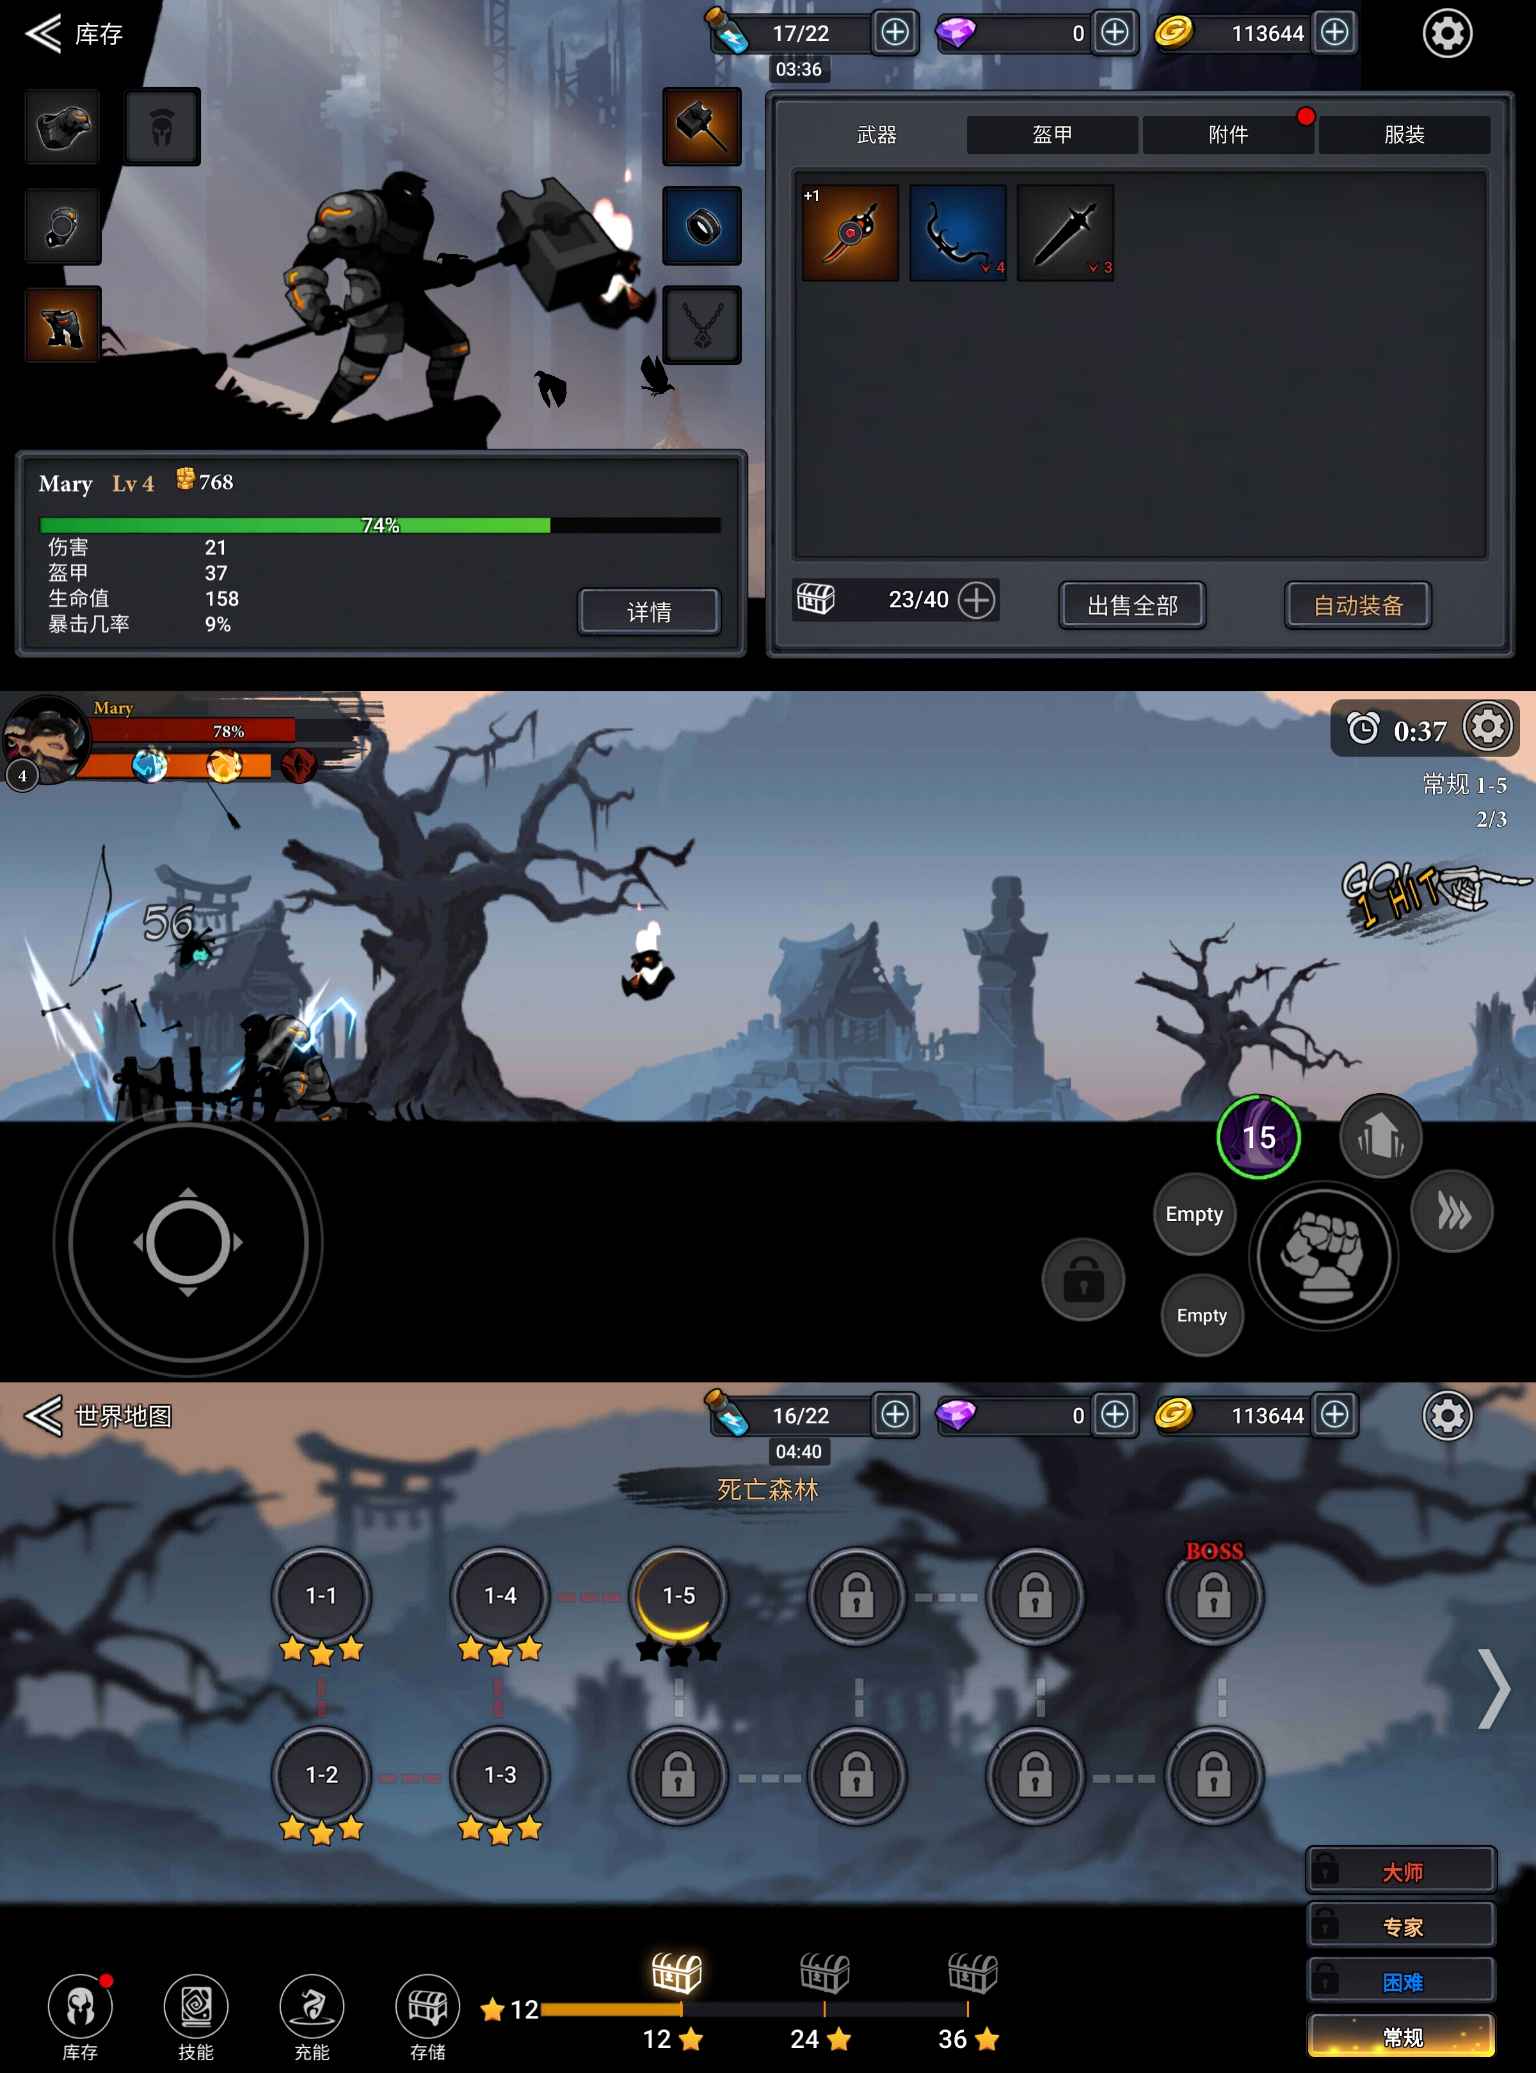 库存
17/22
0
113644
03:36
武器
盔甲
附件
服装
+1
4
3
Mary Lv 4 768
74%
伤害 21
盔甲 37
生命值 158
暴击几率 9%
详情
23/40
出售全部
自动装备
Mary
78%
4
0:37
常规 1-5
2/3
GO!
1 HIT
56
15
Empty
Empty
世界地图
16/22
0
113644
04:40
死亡森林
BOSS
1-1
1-4
1-5
1-2
1-3
大师
专家
困难
常规
12
12
24
36
库存
技能
充能
存储